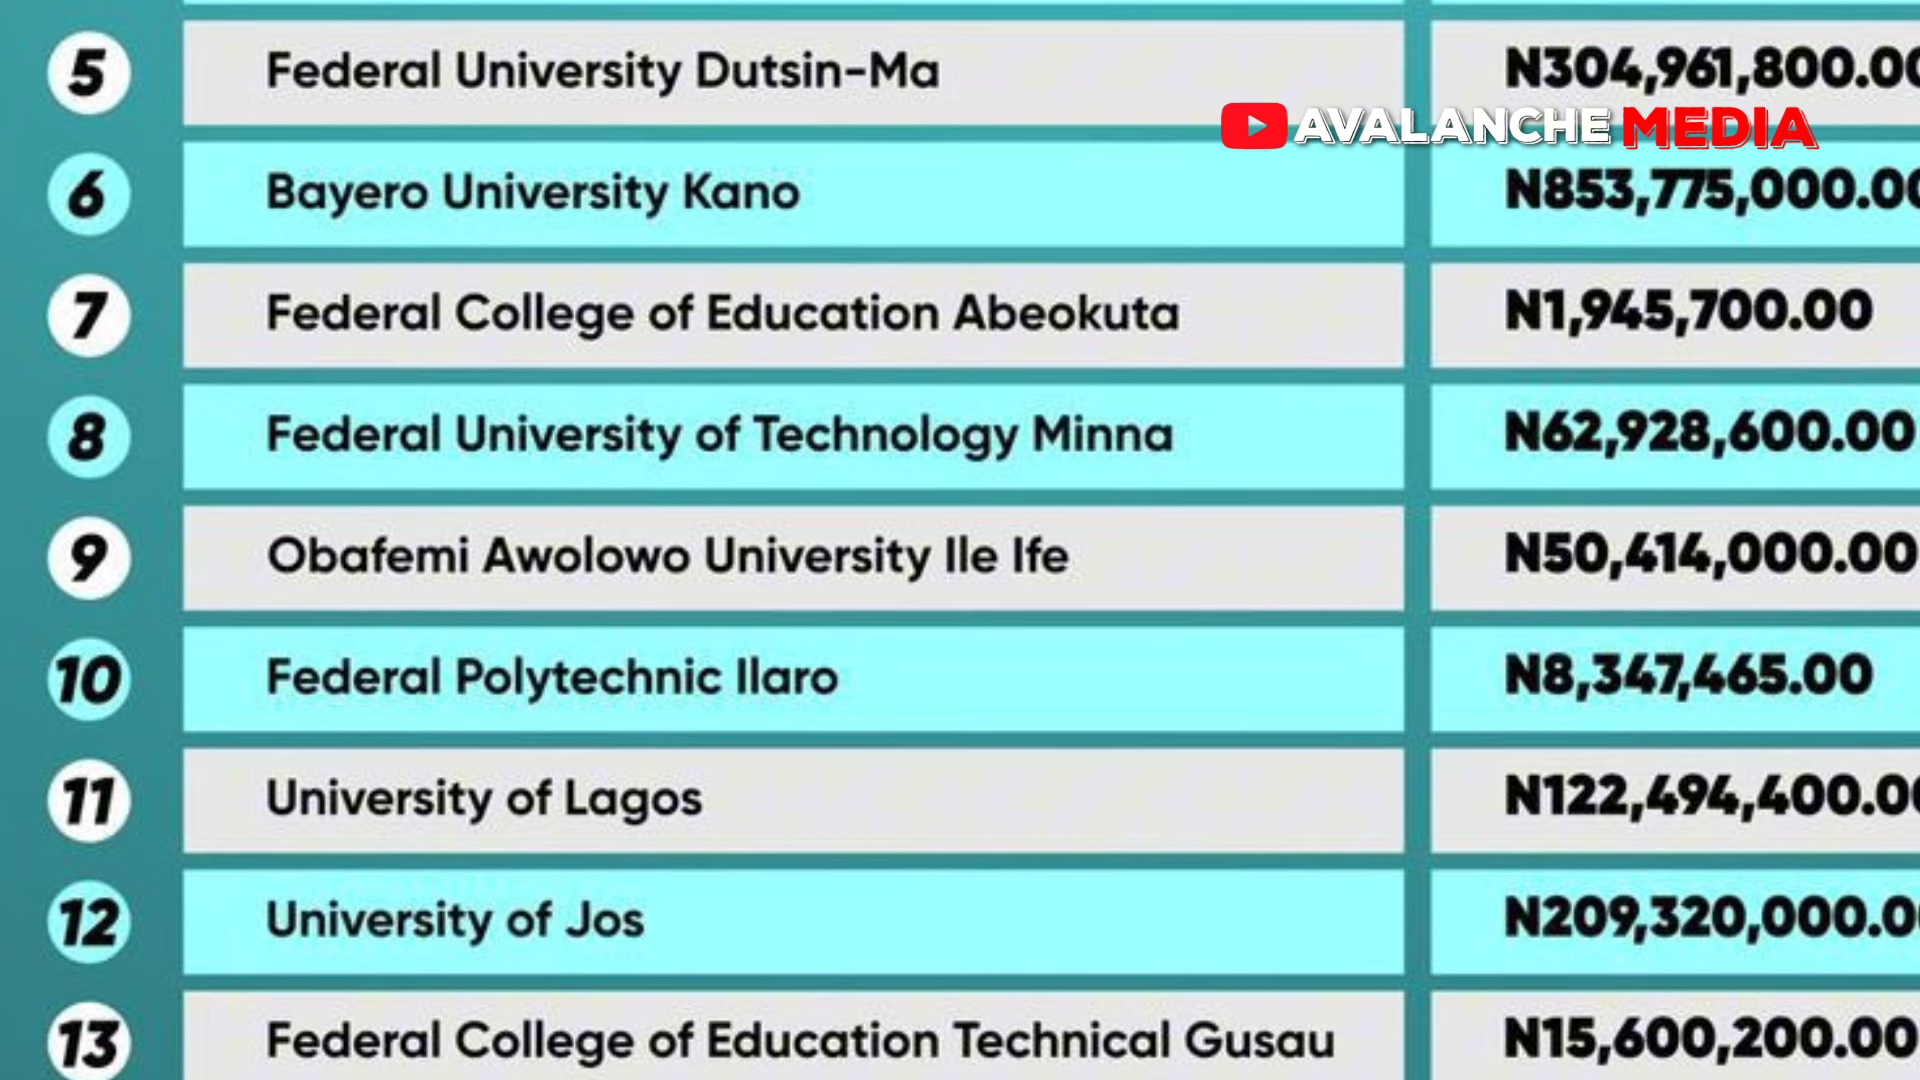 5 Federal University Dutsin-Ma N304,961,800.00
AVALANCHE MEDIA
6 Bayero University Kano N853,775,000.00
7 Federal College of Education Abeokuta N1,945,700.00
8 Federal University of Technology Minna N62,928,600.00
9 Obafemi Awolowo University Ile Ife N50,414,000.00
10 Federal Polytechnic Ilaro N8,347,465.00
11 University of Lagos N122,494,400.00
12 University of Jos N209,320,000.00
13 Federal College of Education Technical Gusau N15,600,200.00